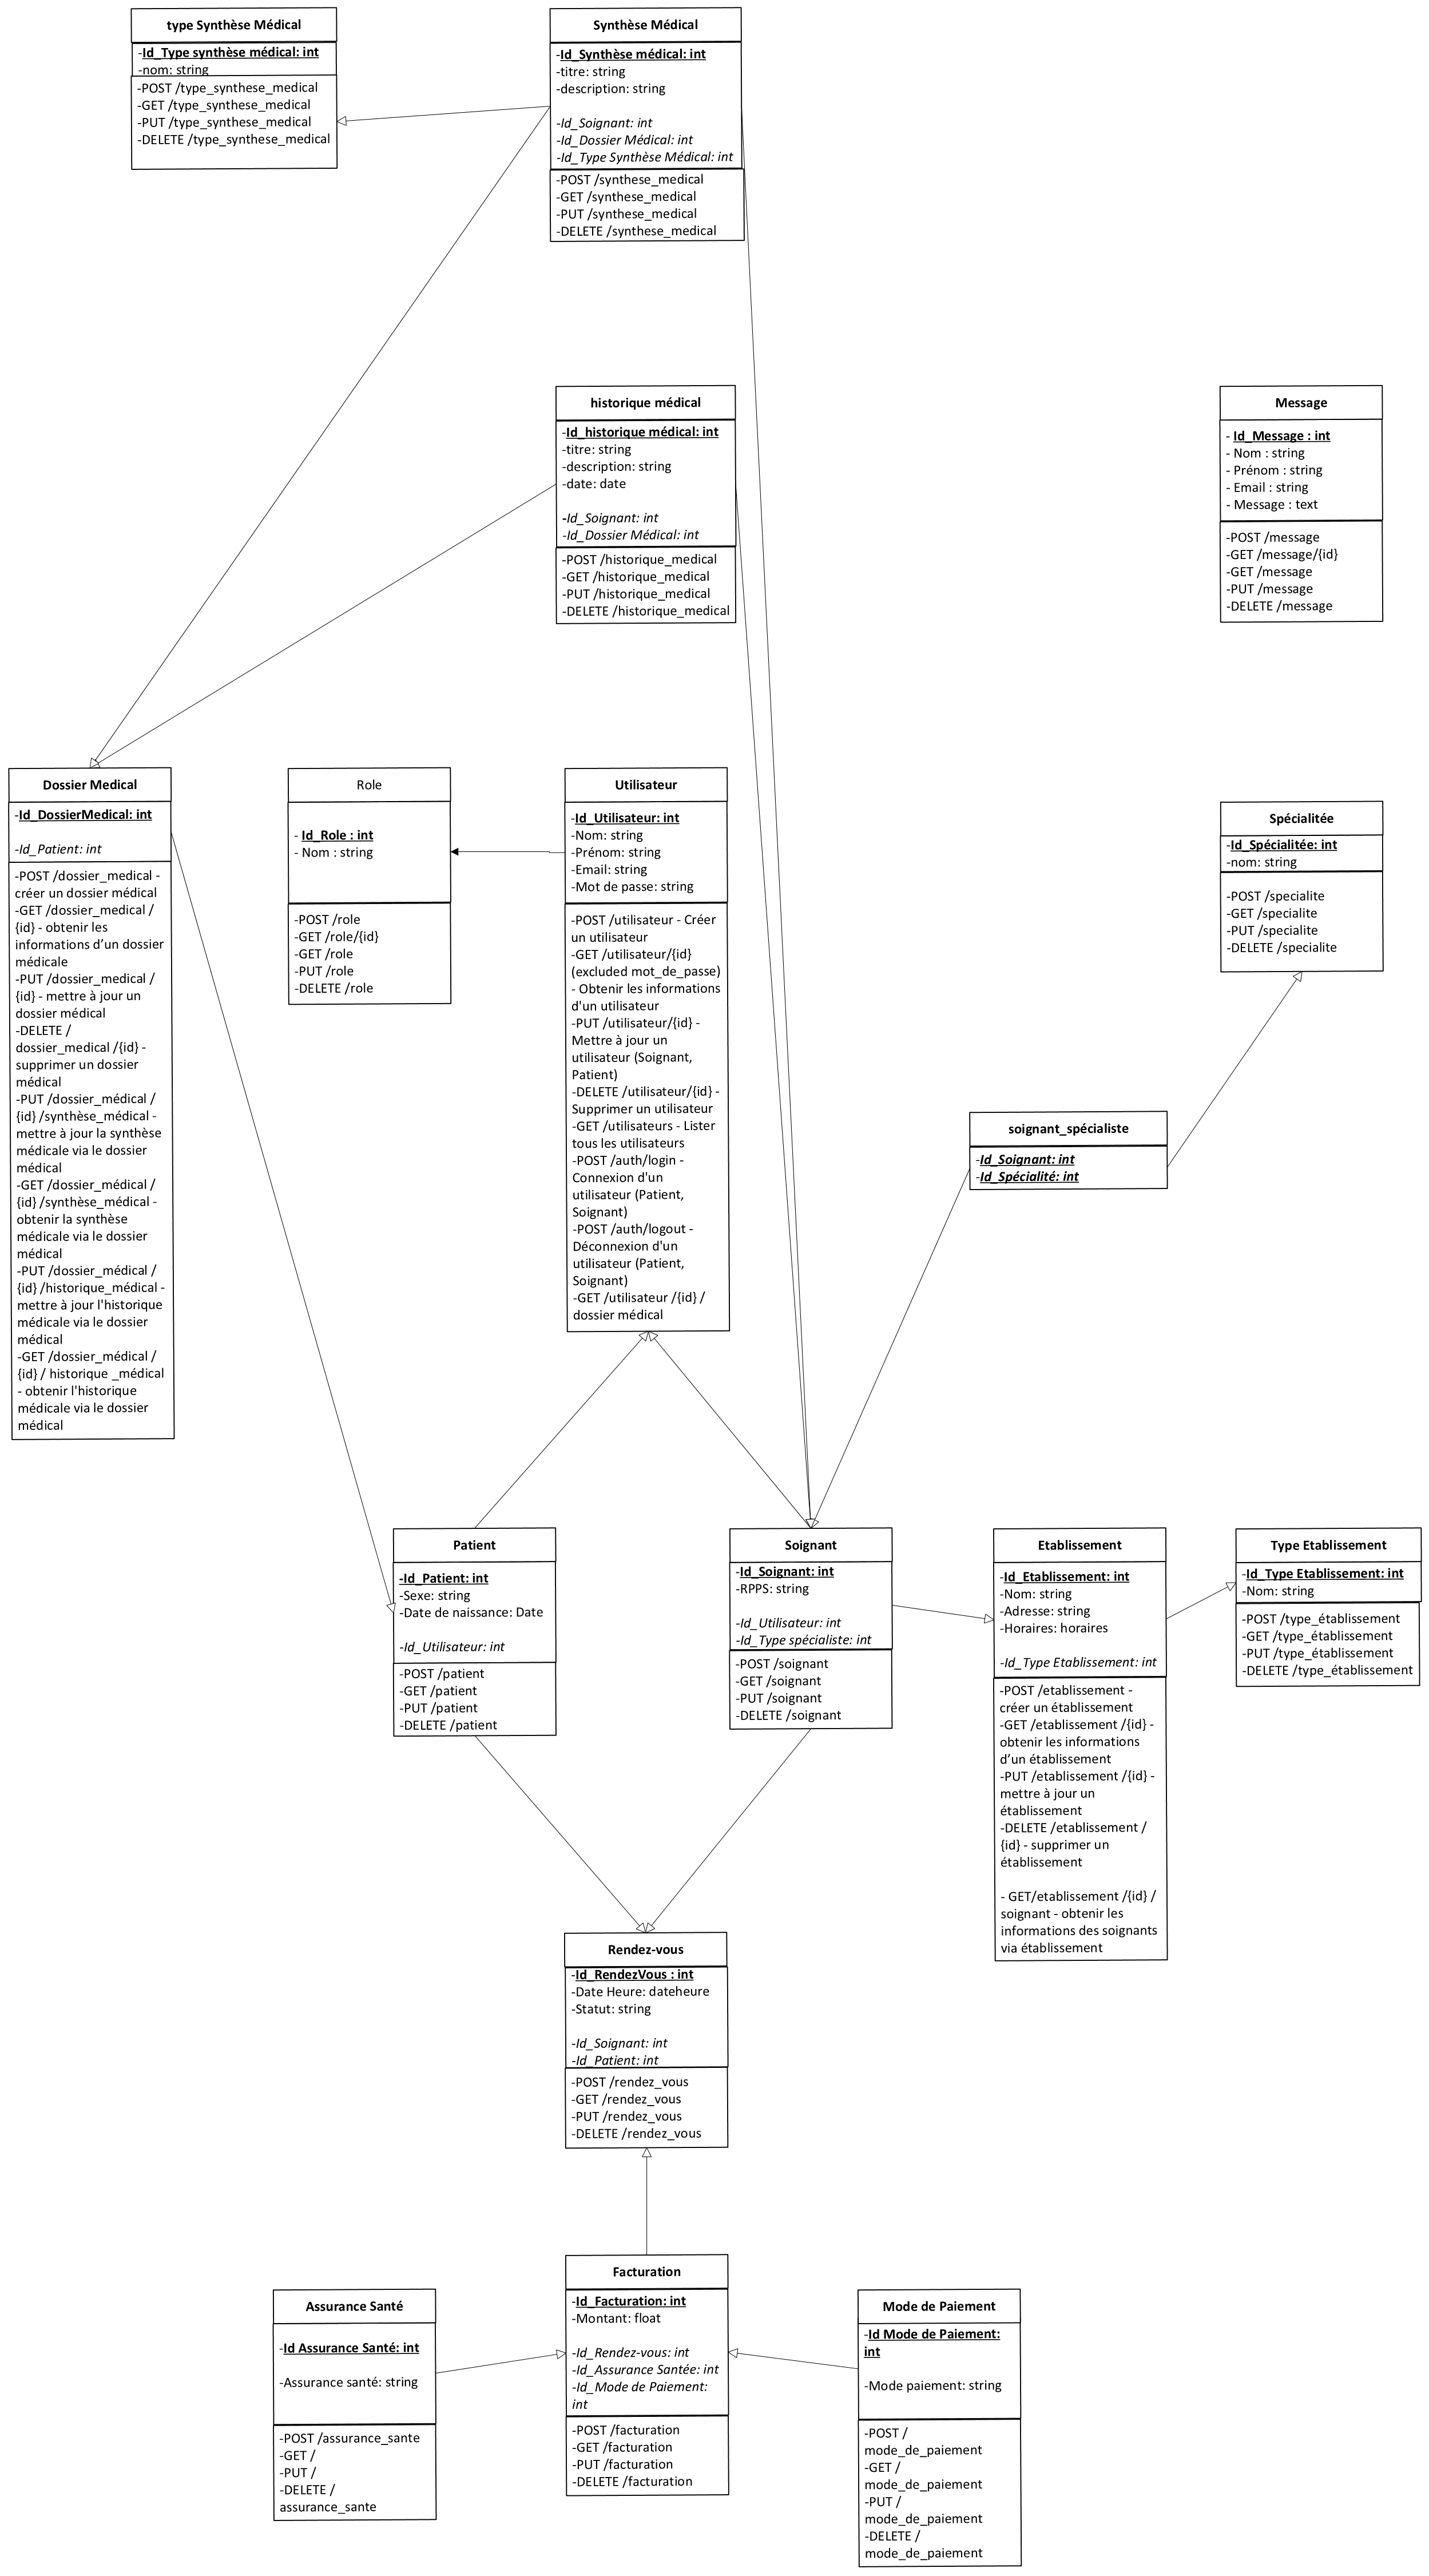 type Synthèse Médical
-Id_Type synthèse médical: int
-nom: string
-POST /type_synthese_medical
-GET /type_synthese_medical
-PUT /type_synthese_medical
-DELETE /type_synthese_medical
Synthèse Médical
-Id_Synthèse médical: int
-titre: string
-description: string
-Id_Soignant: int
-Id_Dossier Médical: int
-Id_Type Synthèse Médical: int
-POST /synthese_medical
-GET /synthese_medical
-PUT /synthese_medical
-DELETE /synthese_medical
historique médical
-Id_historique médical: int
-titre: string
-description: string
-date: date
-Id_Soignant: int
-Id_Dossier Médical: int
-POST /historique_medical
-GET /historique_medical
-PUT /historique_medical
-DELETE /historique_medical
Message
- Id_Message : int
- Nom : string
- Prénom : string
- Email : string
- Message : text
-POST /message
-GET /message/{id}
-GET /message
-PUT /message
-DELETE /message
Dossier Medical
-Id_DossierMedical: int
-Id_Patient: int
-POST /dossier_medical -
créer un dossier médical
-GET /dossier_medical /
{id} - obtenir les
informations d’un dossier
médicale
-PUT /dossier_medical /
{id} - mettre à jour un
dossier médical
-DELETE /
dossier_medical /{id} -
supprimer un dossier
médical
-PUT /dossier_médical /
{id} /synthèse_médical -
mettre à jour la synthèse
médicale via le dossier
médical
-GET /dossier_médical /
{id} /synthèse_médical -
obtenir la synthèse
médicale via le dossier
médical
-PUT /dossier_médical /
{id} /historique_médical -
mettre à jour l'historique
médicale via le dossier
médical
-GET /dossier_médical /
{id} / historique _médical
- obtenir l'historique
médicale via le dossier
médical
Role
- Id_Role : int
- Nom : string
-POST /role
-GET /role/{id}
-GET /role
-PUT /role
-DELETE /role
Utilisateur
-Id_Utilisateur: int
-Nom: string
-Prénom: string
-Email: string
-Mot de passe: string
-POST /utilisateur - Créer
un utilisateur
-GET /utilisateur/{id}
(excluded mot_de_passe)
- Obtenir les informations
d'un utilisateur
-PUT /utilisateur/{id} -
Mettre à jour un
utilisateur (Soignant,
Patient)
-DELETE /utilisateur/{id} -
Supprimer un utilisateur
-GET /utilisateurs - Lister
tous les utilisateurs
-POST /auth/login -
Connexion d'un
utilisateur (Patient,
Soignant)
-POST /auth/logout -
Déconnexion d'un
utilisateur (Patient,
Soignant)
-GET /utilisateur /{id} /
dossier médical
Spécialitée
-Id_Spécialitée: int
-nom: string
-POST /specialite
-GET /specialite
-PUT /specialite
-DELETE /specialite
soignant_spécialiste
-Id_Soignant: int
-Id_Spécialité: int
Patient
-Id_Patient: int
-Sexe: string
-Date de naissance: Date
-Id_Utilisateur: int
-POST /patient
-GET /patient
-PUT /patient
-DELETE /patient
Soignant
-Id_Soignant: int
-RPPS: string
-Id_Utilisateur: int
-Id_Type spécialiste: int
-POST /soignant
-GET /soignant
-PUT /soignant
-DELETE /soignant
Etablissement
-Id_Etablissement: int
-Nom: string
-Adresse: string
-Horaires: horaires
-Id_Type Etablissement: int
-POST /etablissement -
créer un établissement
-GET /etablissement /{id} -
obtenir les informations
d’un établissement
-PUT /etablissement /{id} -
mettre à jour un
établissement
-DELETE /etablissement /
{id} - supprimer un
établissement
- GET/etablissement /{id} /
soignant - obtenir les
informations des soignants
via établissement
Type Etablissement
-Id_Type Etablissement: int
-Nom: string
-POST /type_établissement
-GET /type_établissement
-PUT /type_établissement
-DELETE /type_établissement
Rendez-vous
-Id_RendezVous : int
-Date Heure: dateheure
-Statut: string
-Id_Soignant: int
-Id_Patient: int
-POST /rendez_vous
-GET /rendez_vous
-PUT /rendez_vous
-DELETE /rendez_vous
Assurance Santé
-Id Assurance Santé: int
-Assurance santé: string
-POST /assurance_sante
-GET /
-PUT /
-DELETE /
assurance_sante
Facturation
-Id_Facturation: int
-Montant: float
-Id_Rendez-vous: int
-Id_Assurance Santée: int
-Id_Mode de Paiement:
int
-POST /facturation
-GET /facturation
-PUT /facturation
-DELETE /facturation
Mode de Paiement
-Id Mode de Paiement:
int
-Mode paiement: string
-POST /
mode_de_paiement
-GET /
mode_de_paiement
-PUT /
mode_de_paiement
-DELETE /
mode_de_paiement